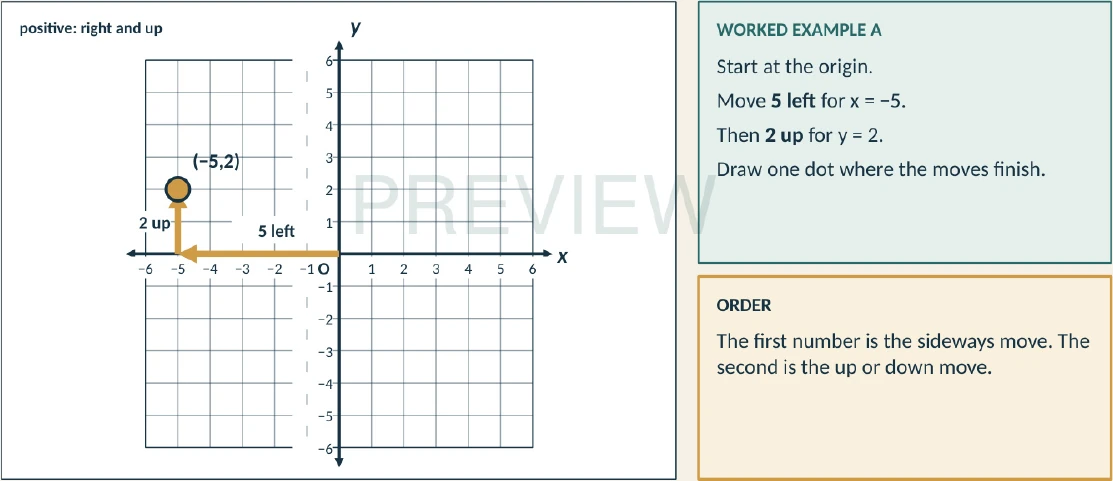 positive: right and up
y
6
5
4
3
(−5,2)
2
2 up
1
5 left
x
−6 −5 −4 −3 −2 −1 O 1 2 3 4 5 6
−1
−2
−3
−4
−5
−6
PREVIEW
WORKED EXAMPLE A
Start at the origin.
Move 5 left for x = −5.
Then 2 up for y = 2.
Draw one dot where the moves finish.
ORDER
The first number is the sideways move. The
second is the up or down move.